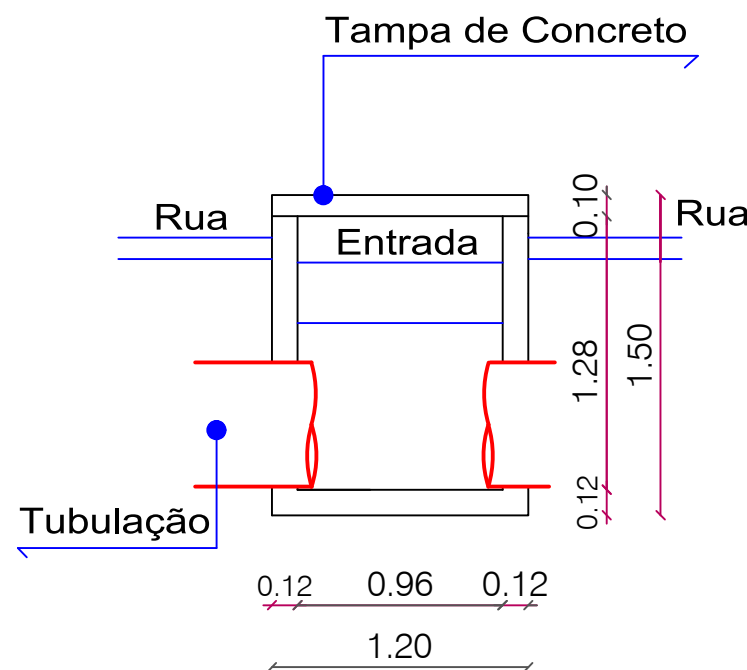 Tampa de Concreto
Rua
Entrada
Rua
0.10
1.28
1.50
0.12
Tubulação
0.12
0.96
0.12
1.20